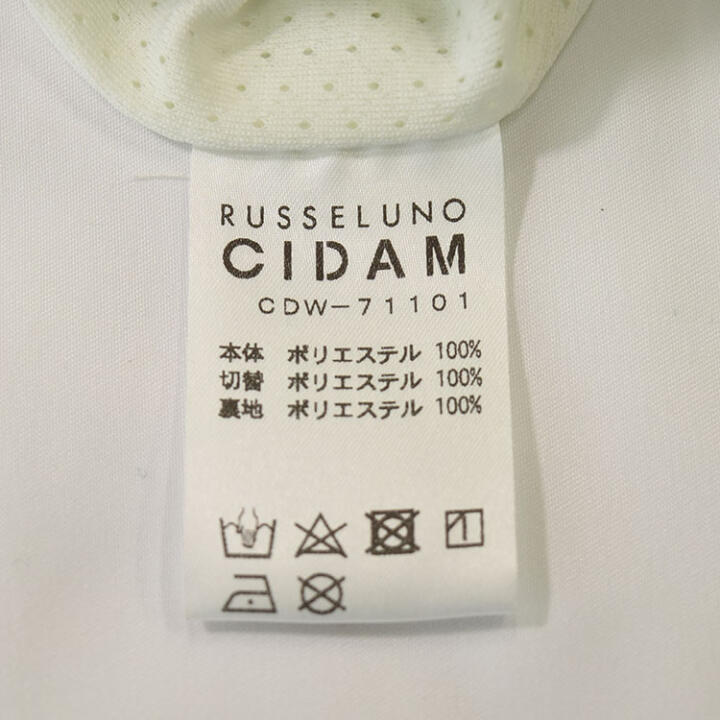 RUSSELUNO
CIDAM
CDW-71101
本体 ポリエステル 100%
切替 ポリエステル 100%
裏地 ポリエステル 100%